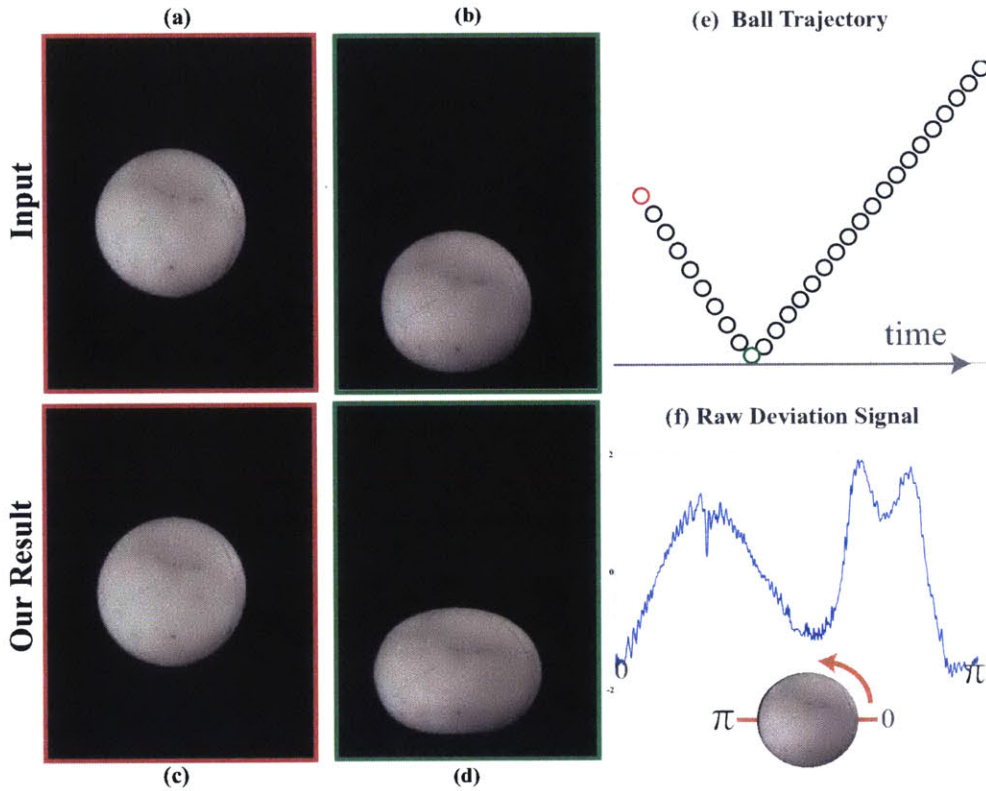 (a)
(b)
(e) Ball Trajectory
Input
time
Our Result
(f) Raw Deviation Signal
2
0
-2
0
π
π
0
(c)
(d)